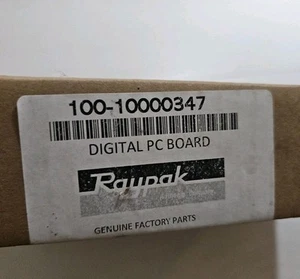 100-10000347
DIGITAL PC BOARD
Raypak
GENUINE FACTORY PARTS